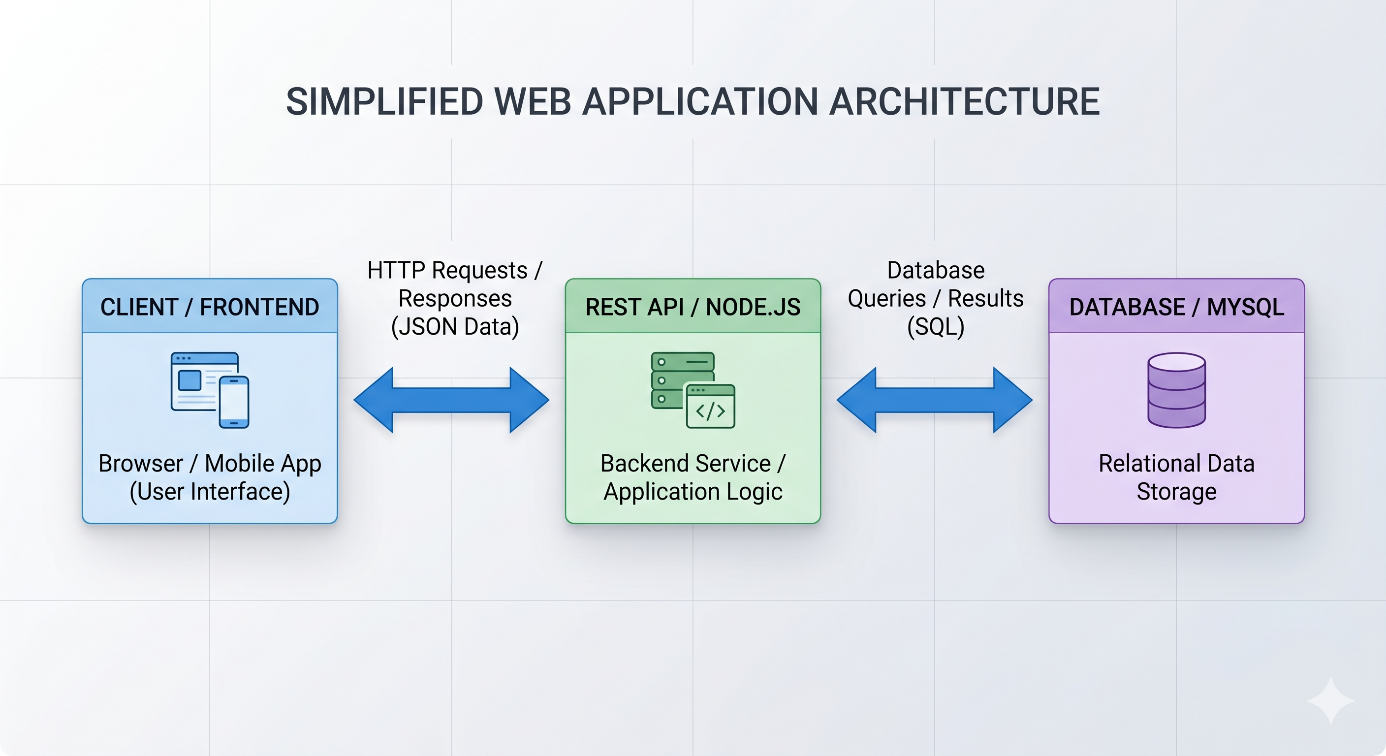 SIMPLIFIED WEB APPLICATION ARCHITECTURE
CLIENT / FRONTEND
Browser / Mobile App
(User Interface)
HTTP Requests /
Responses
(JSON Data)
REST API / NODE.JS
</>
Backend Service /
Application Logic
Database
Queries / Results
(SQL)
DATABASE / MYSQL
Relational Data
Storage